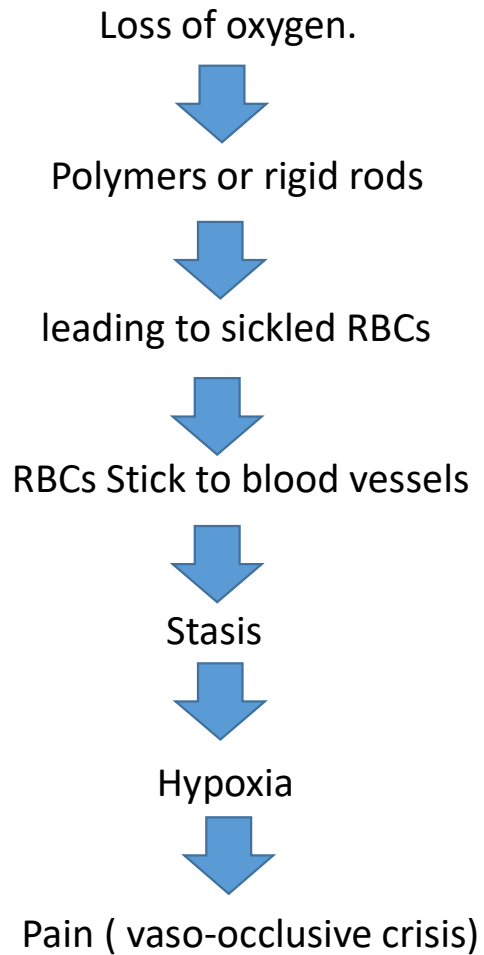 Loss of oxygen.
Polymers or rigid rods
leading to sickled RBCs
RBCs Stick to blood vessels
Stasis
Hypoxia
Pain ( vaso-occlusive crisis)